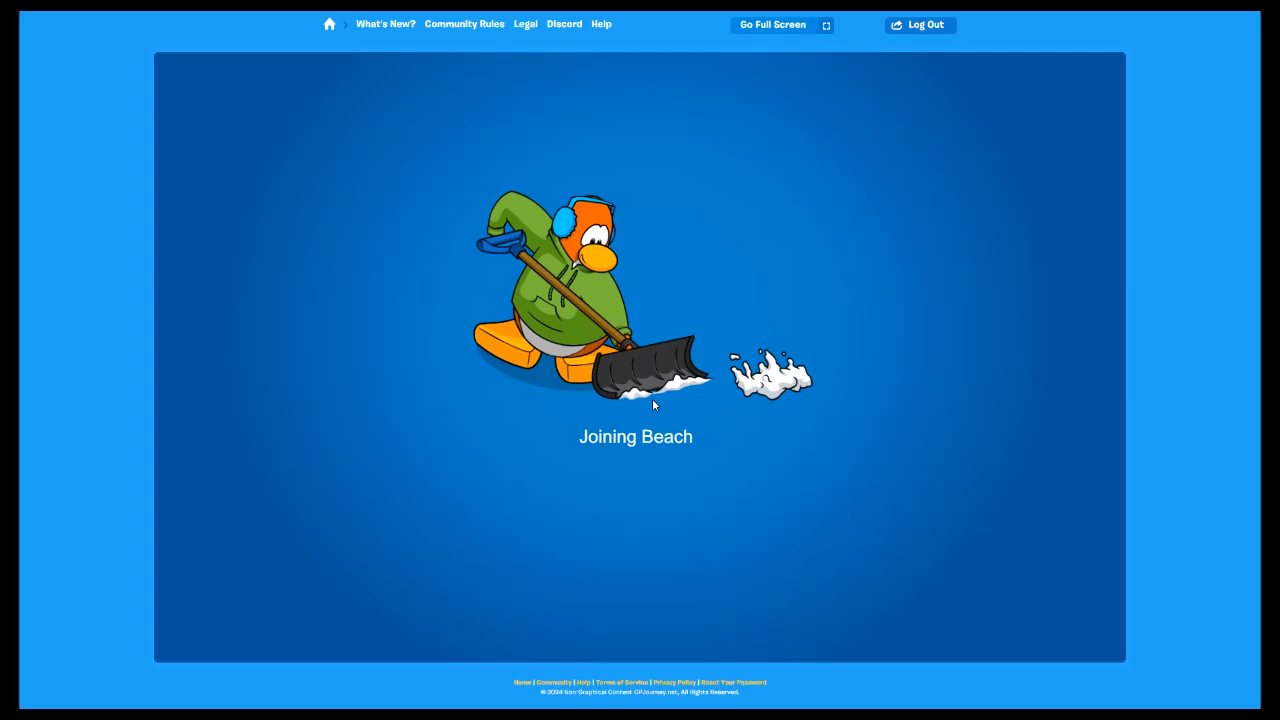 What's New? Community Rules Legal Discord Help Go Full Screen Log Out
Joining Beach
Home | Community | Help | Terms of Service | Privacy Policy | Reset Your Password
© 2024 Non-Graphical Content CPJourney.net, All Rights Reserved.